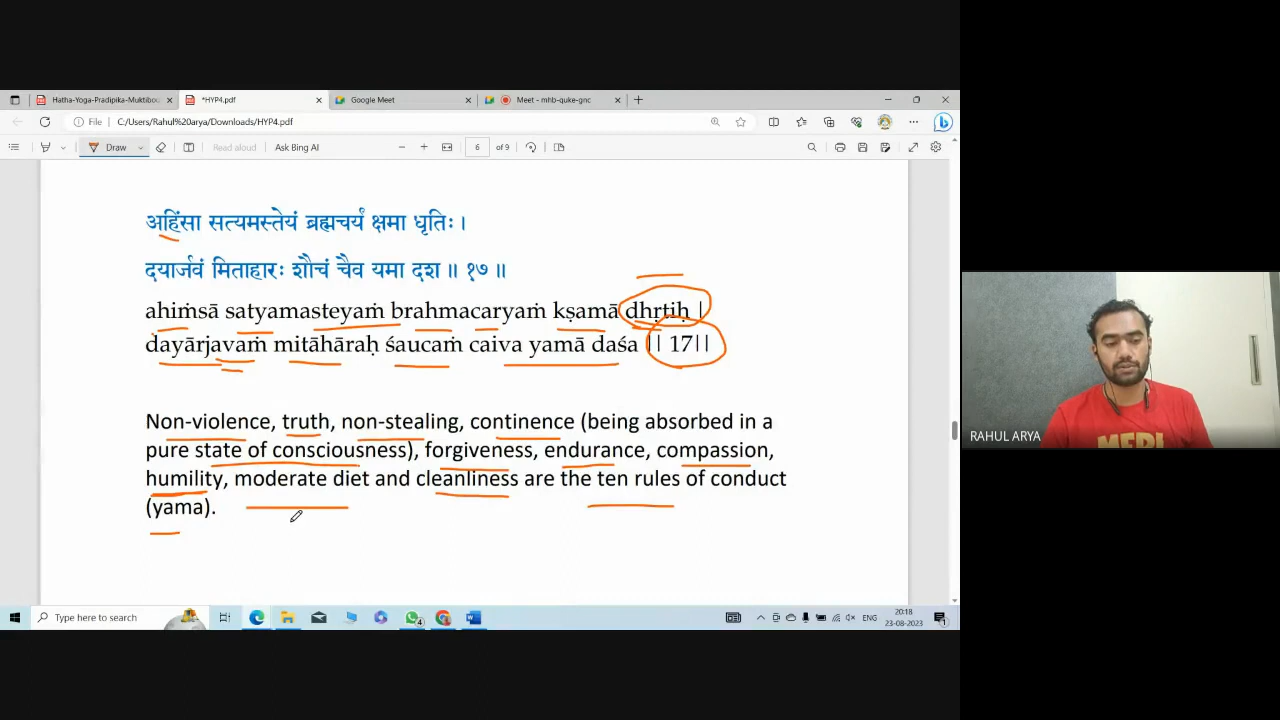 Hatha-Yoga-Pradipika-Muktibou
*HYP4.pdf
Google Meet
Meet - mhb-quke-gnc
File
C:/Users/Rahul%20arya/Downloads/HYP4.pdf
Draw
Read aloud
Ask Bing AI
6
of 9
अहिंसा सत्यमस्तेयं ब्रह्मचर्यं क्षमा धृतिः ।
दयार्जवं मिताहारः शौचं चैव यमा दश ॥ १७ ॥
ahiṁsā satyamasteyaṁ brahmacaryaṁ kṣamā dhṛtiḥ |
dayārjavaṁ mitāhāraḥ śaucaṁ caiva yamā daśa || 17||
Non-violence, truth, non-stealing, continence (being absorbed in a
pure state of consciousness), forgiveness, endurance, compassion,
humility, moderate diet and cleanliness are the ten rules of conduct
(yama).
RAHUL ARYA
Type here to search
4
ENG
20:18
23-08-2023
1